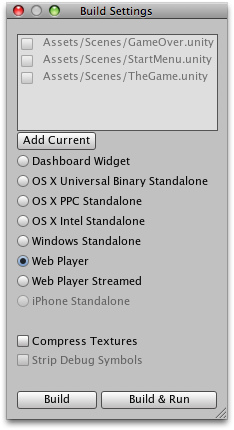 Build Settings
Assets/Scenes/GameOver.unity
Assets/Scenes/StartMenu.unity
Assets/Scenes/TheGame.unity
Add Current
Dashboard Widget
OS X Universal Binary Standalone
OS X PPC Standalone
OS X Intel Standalone
Windows Standalone
Web Player
Web Player Streamed
iPhone Standalone
Compress Textures
Strip Debug Symbols
Build Build & Run